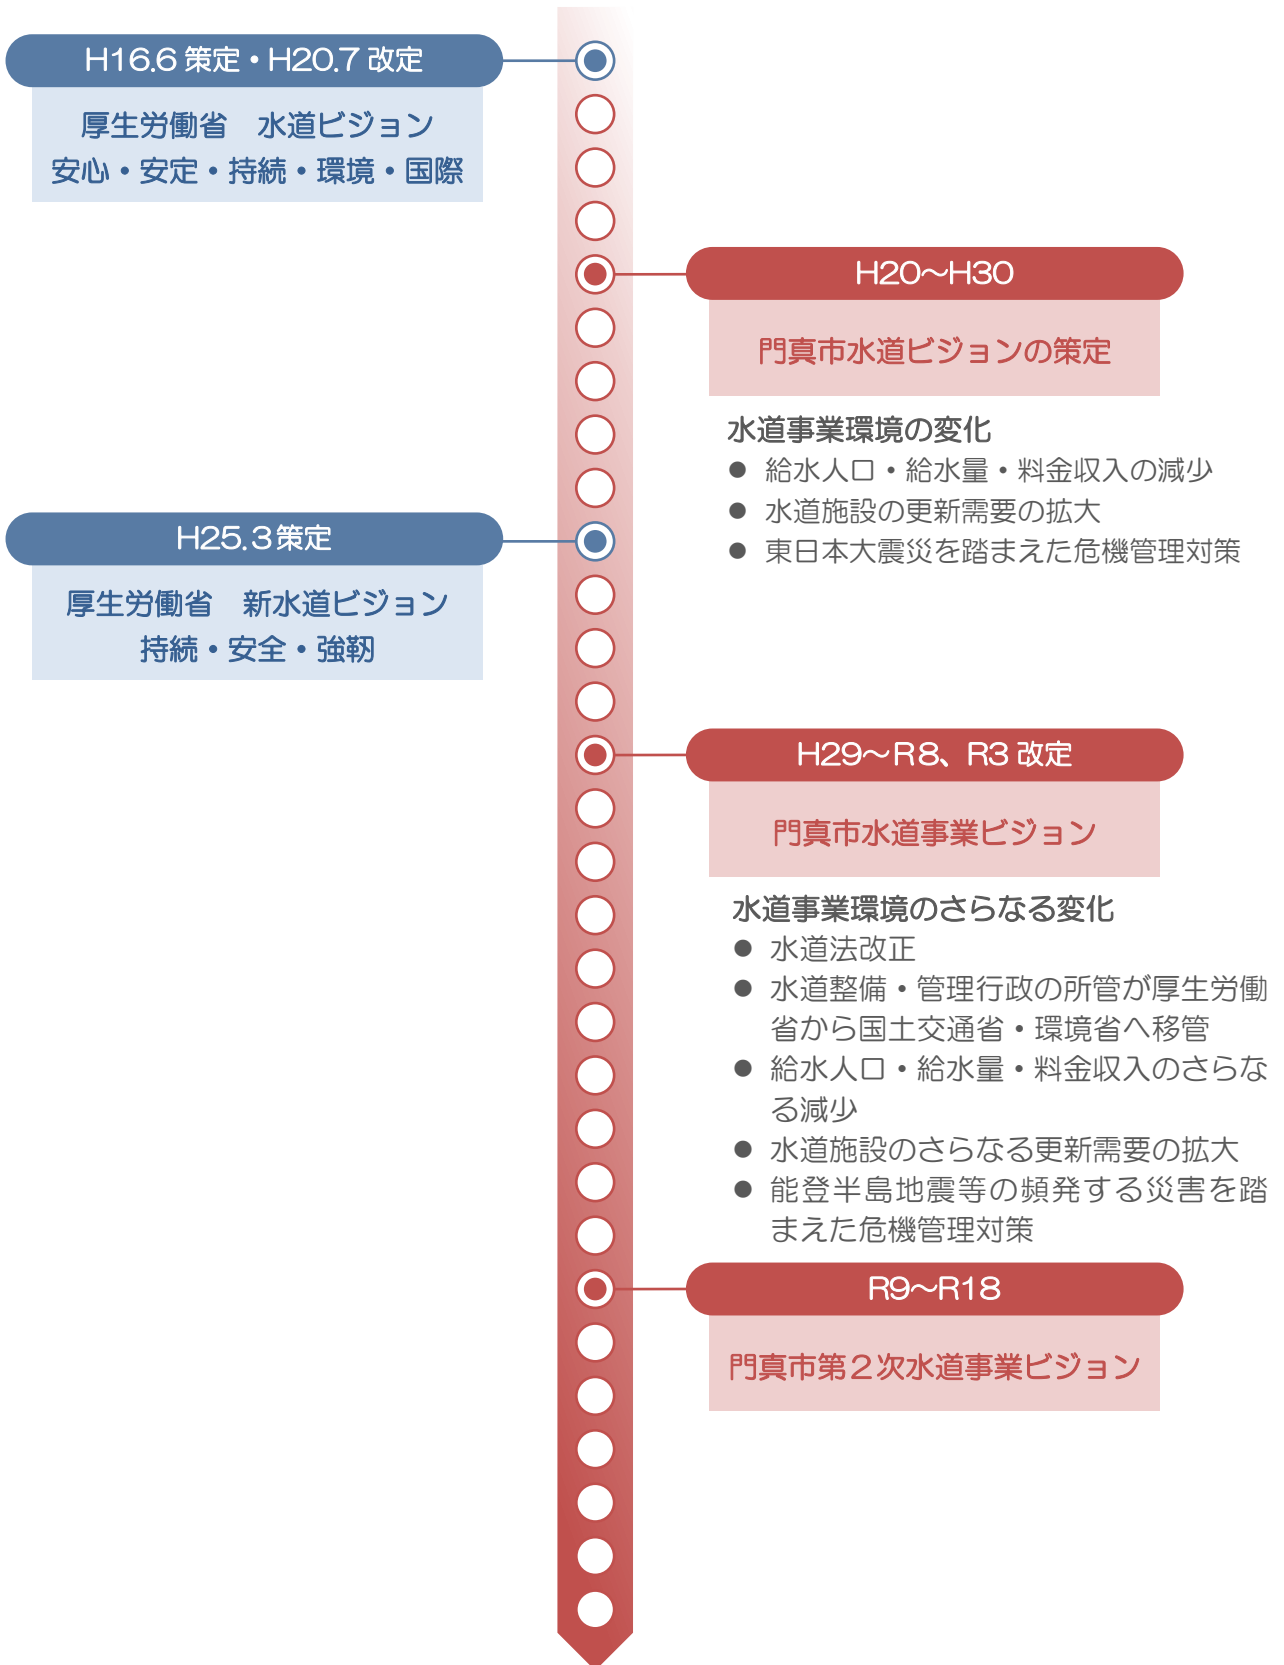 H16.6 策定・H20.7 改定
厚生労働省　水道ビジョン
安心・安定・持続・環境・国際
H20～H30
門真市水道ビジョンの策定
水道事業環境の変化
● 給水人口・給水量・料金収入の減少
● 水道施設の更新需要の拡大
● 東日本大震災を踏まえた危機管理対策
H25.3策定
厚生労働省　新水道ビジョン
持続・安全・強靭
H29～R8、R3 改定
門真市水道事業ビジョン
水道事業環境のさらなる変化
● 水道法改正
● 水道整備・管理行政の所管が厚生労働
省から国土交通省・環境省へ移管
● 給水人口・給水量・料金収入のさらな
る減少
● 水道施設のさらなる更新需要の拡大
● 能登半島地震等の頻発する災害を踏
まえた危機管理対策
R9～R18
門真市第２次水道事業ビジョン